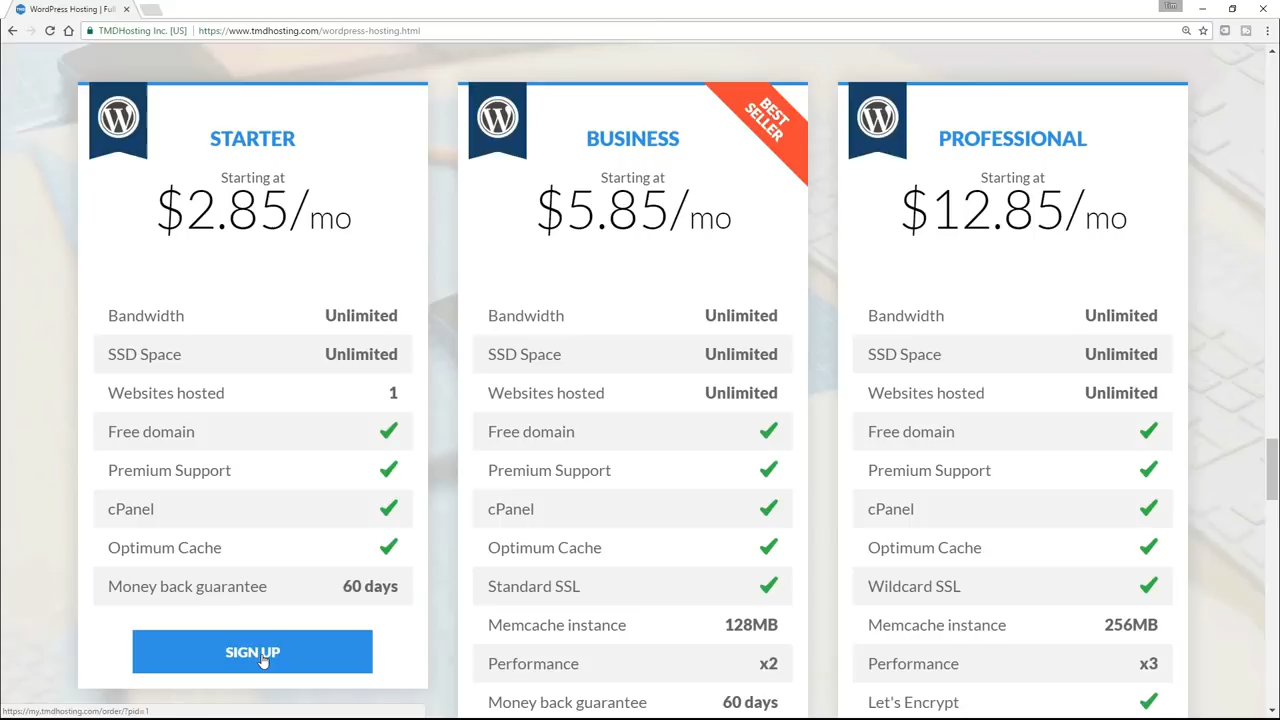 WordPress Hosting | Full
Tim
TMDHosting Inc. [US]
https://www.tmdhosting.com/wordpress-hosting.html
STARTER
Starting at
$2.85/mo
Bandwidth Unlimited
SSD Space Unlimited
Websites hosted 1
Free domain
Premium Support
cPanel
Optimum Cache
Money back guarantee 60 days
SIGN UP
BEST
SELLER
BUSINESS
Starting at
$5.85/mo
Bandwidth Unlimited
SSD Space Unlimited
Websites hosted Unlimited
Free domain
Premium Support
cPanel
Optimum Cache
Standard SSL
Memcache instance 128MB
Performance x2
Money back guarantee 60 days
PROFESSIONAL
Starting at
$12.85/mo
Bandwidth Unlimited
SSD Space Unlimited
Websites hosted Unlimited
Free domain
Premium Support
cPanel
Optimum Cache
Wildcard SSL
Memcache instance 256MB
Performance x3
Let's Encrypt
https://my.tmdhosting.com/order/?pid=1